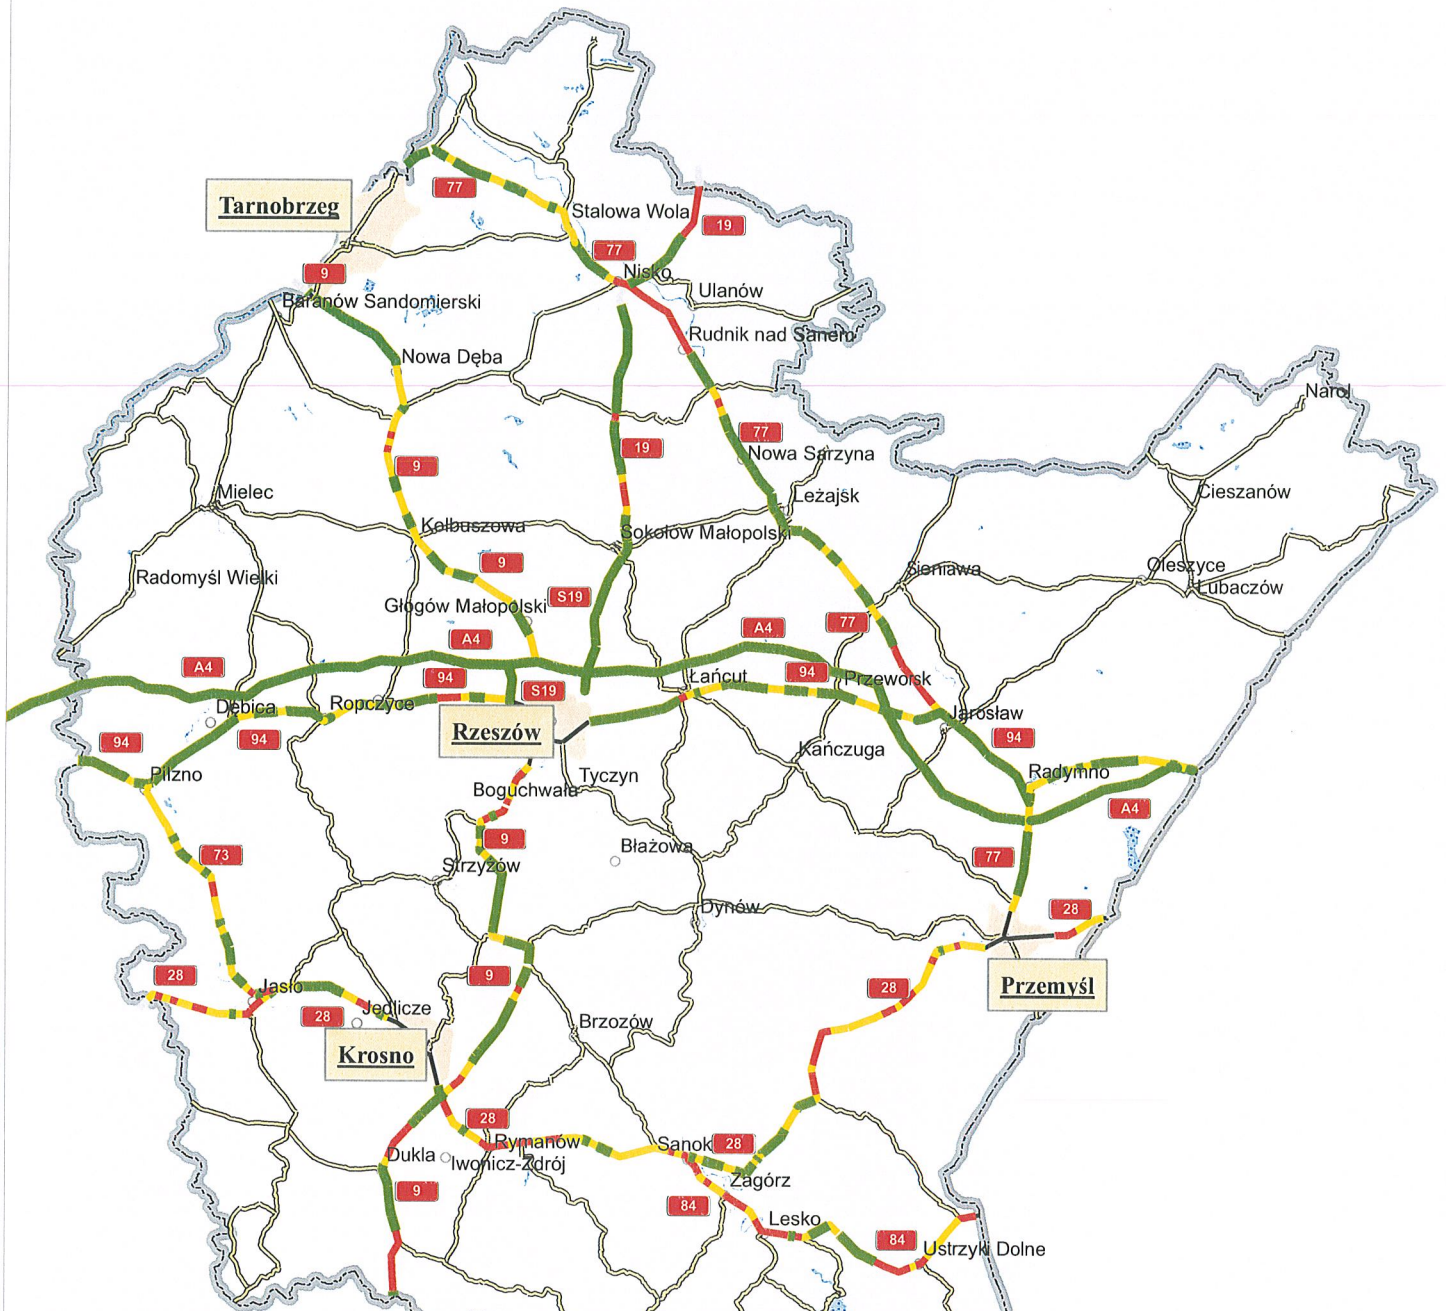 77
Tarnobrzeg
Stalowa Wola
19
77
9
Nisko
Ulanów
Baranów Sandomierski
Rudnik nad Sanem
Nowa Dęba
Narol
77
19
9
Nowa Sarzyna
Mielec
Leżajsk
Cieszanów
Kolbuszowa
Sokołów Małopolski
9
Oleszyce
Sieniawa
Radomyśl Wielki
Lubaczów
S19
Głogów Małopolski
77
A4
A4
A4
94
94
Łańcut
Przeworsk
S19
Ropczyce
Dębica
Jarosław
Rzeszów
94
94
94
Kańczuga
Pilzno
Tyczyn
Radymno
Boguchwała
A4
9
Błażowa
73
77
Strzyżów
Dynów
28
28
9
Przemyśl
Jasło
28
Jedlicze
28
Brzozów
Krosno
28
Rymanów
Sanok
28
Dukla
Iwonicz-Zdrój
Zagórz
9
84
Lesko
84
Ustrzyki Dolne